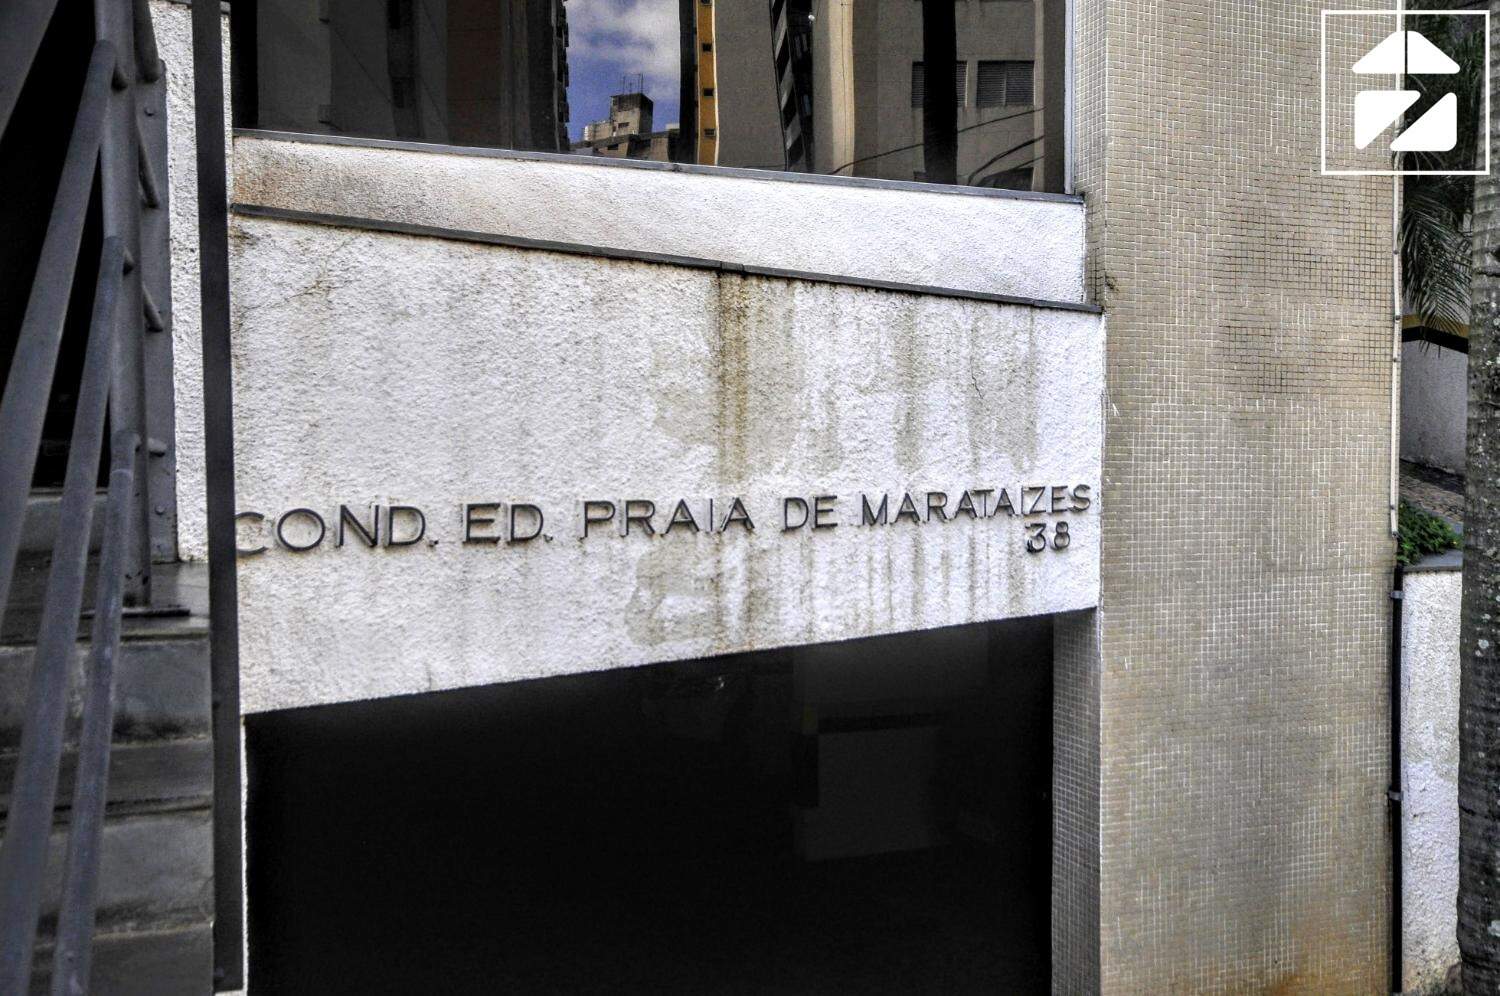 COND. ED. PRAIA DE MARATAIZES
38